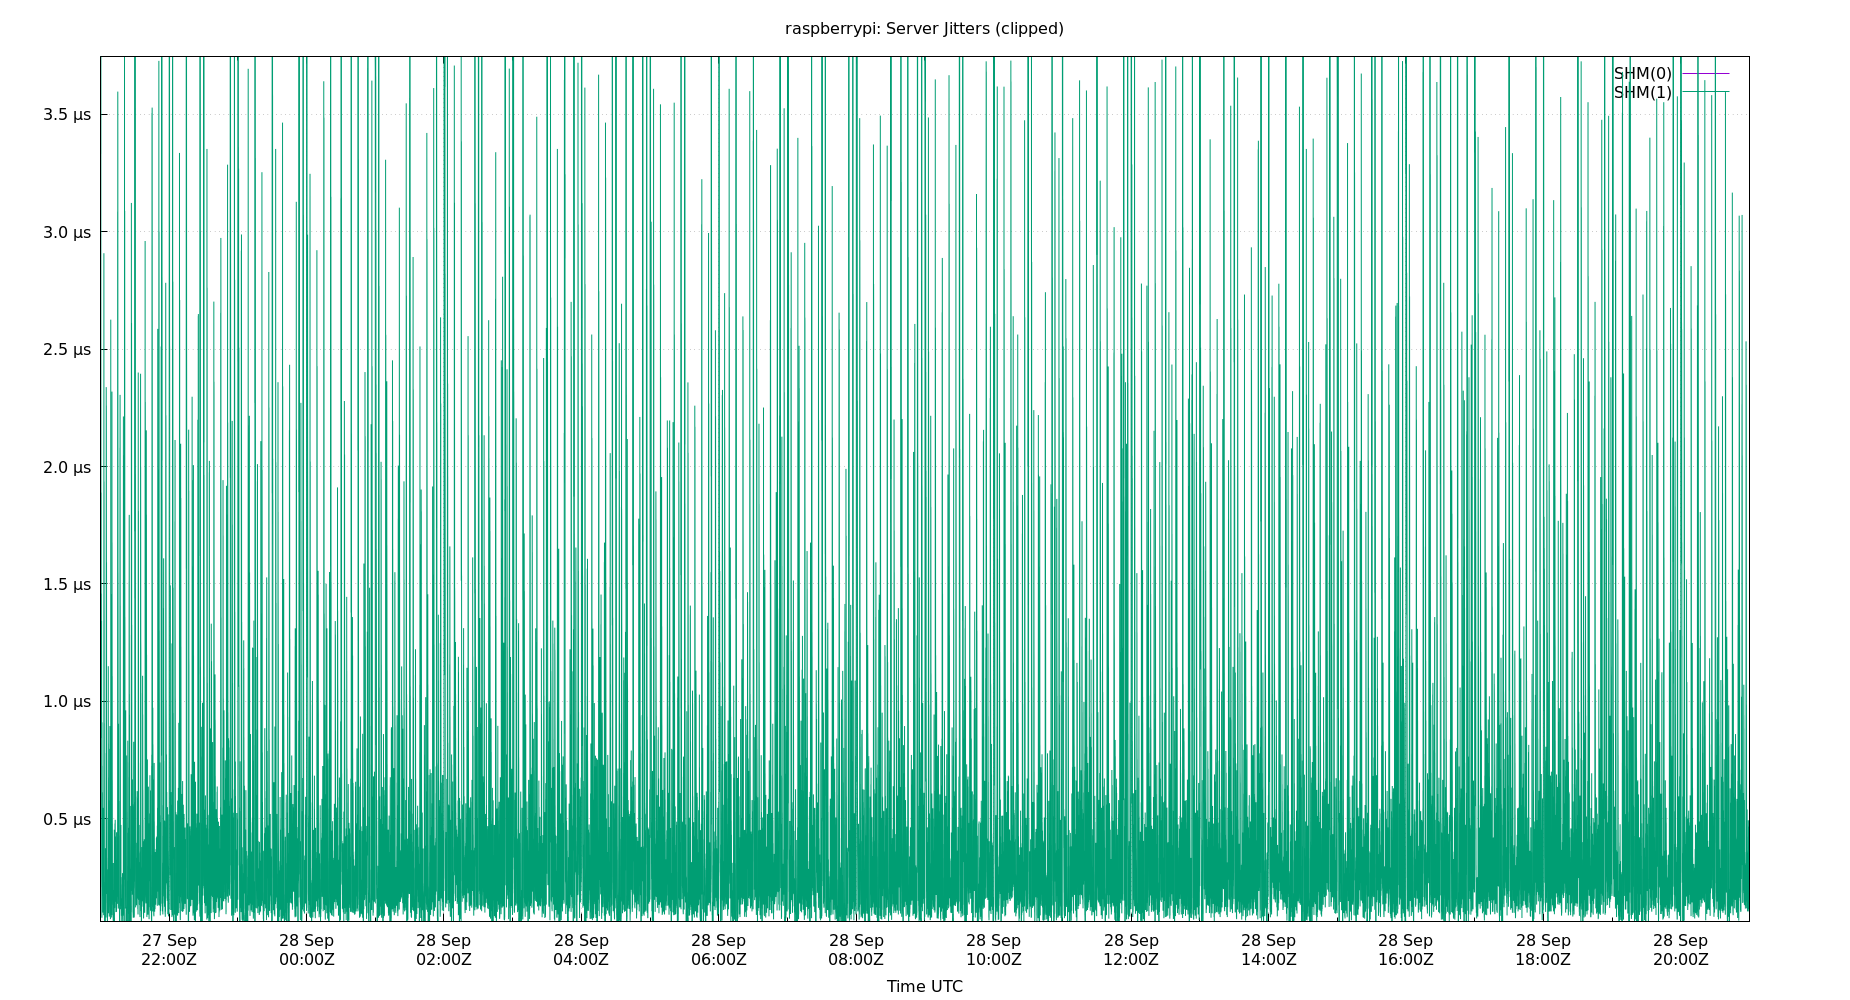 raspberrypi: Server Jitters (clipped)
SHM(0)
SHM(1)
3.5 μs
3.0 μs
2.5 μs
2.0 μs
1.5 μs
1.0 μs
0.5 μs
27 Sep 28 Sep 28 Sep 28 Sep 28 Sep 28 Sep 28 Sep 28 Sep 28 Sep 28 Sep 28 Sep 28 Sep
22:00Z 00:00Z 02:00Z 04:00Z 06:00Z 08:00Z 10:00Z 12:00Z 14:00Z 16:00Z 18:00Z 20:00Z
Time UTC